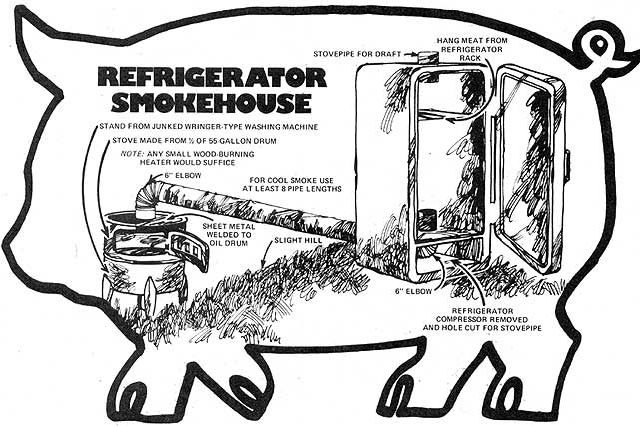 REFRIGERATOR
SMOKEHOUSE
STOVEPIPE FOR DRAFT
HANG MEAT FROM
REFRIGERATOR
RACK
STAND FROM JUNKED WRINGER-TYPE WASHING MACHINE
STOVE MADE FROM ½ OF 55-GALLON DRUM
NOTE: ANY SMALL WOOD-BURNING
HEATER WOULD SUFFICE
6" ELBOW
FOR COOL SMOKE USE
AT LEAST 8 PIPE LENGTHS
SHEET METAL
WELDED TO
OIL DRUM
SLIGHT HILL
6" ELBOW
REFRIGERATOR
COMPRESSOR REMOVED
AND HOLE CUT FOR STOVEPIPE